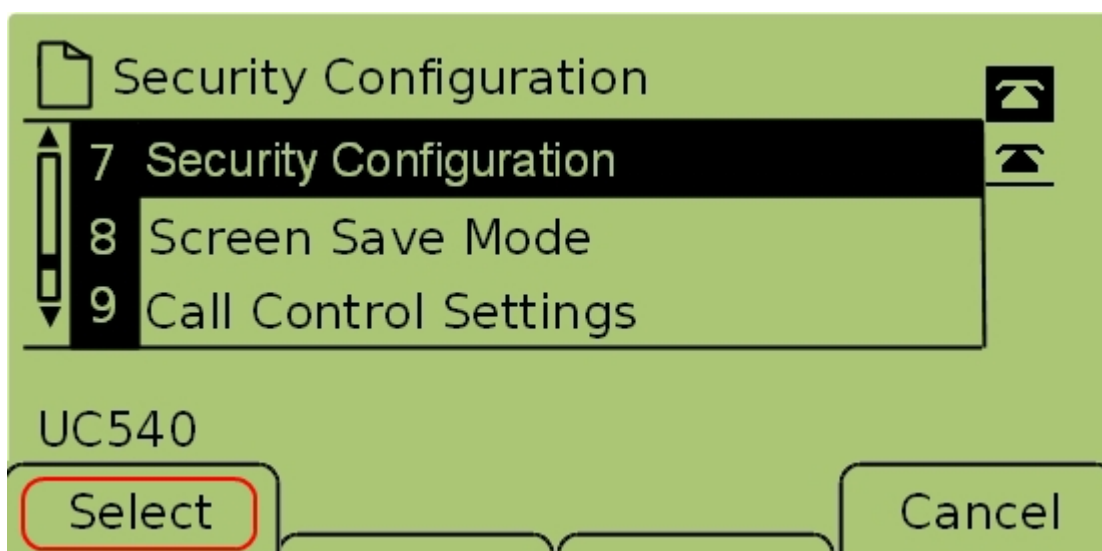 Security Configuration
7 Security Configuration
8 Screen Save Mode
9 Call Control Settings
UC540
Select Cancel